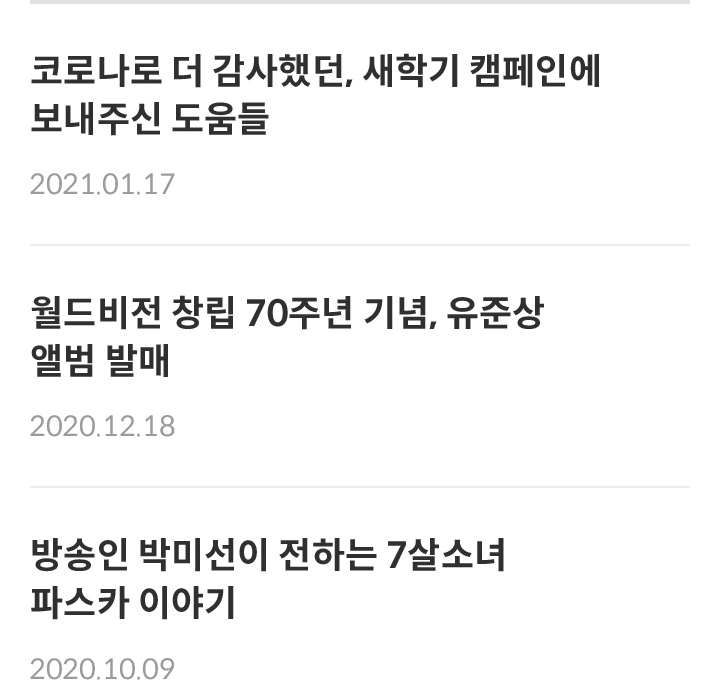 코로나로 더 감사했던, 새학기 캠페인에
보내주신 도움들
2021.01.17
월드비전 창립 70주년 기념, 유준상
앨범 발매
2020.12.18
방송인 박미선이 전하는 7살소녀
파스카 이야기
2020.10.09